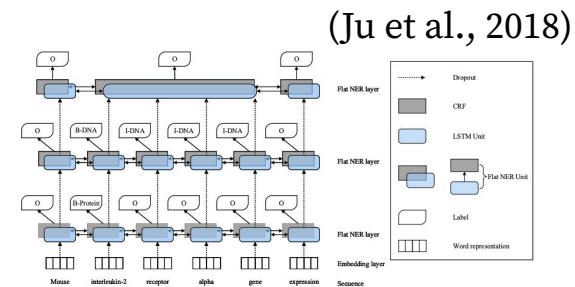 (Ju et al., 2018)
O O O
Flat NER layer
O B-DNA I-DNA I-DNA I-DNA O
Flat NER layer
O B-Protein O O O O
Flat NER layer
Embedding layer
Mouse interleukin-2 receptor alpha gene expression Sequence
Dropout
CRF
LSTM Unit
Flat NER Unit
Label
Word representation